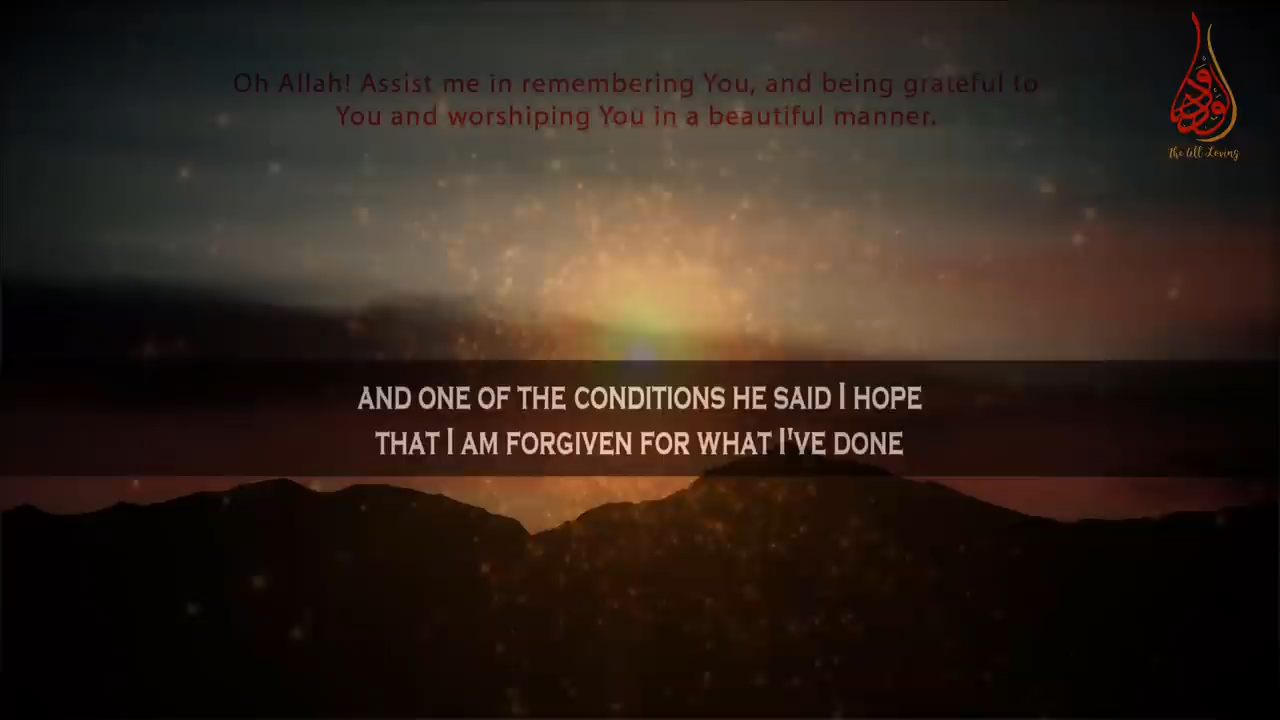 Oh Allah! Assist me in remembering You, and being grateful to
You and worshiping You in a beautiful manner.
الودود
The All Loving
AND ONE OF THE CONDITIONS HE SAID I HOPE
THAT I AM FORGIVEN FOR WHAT I'VE DONE